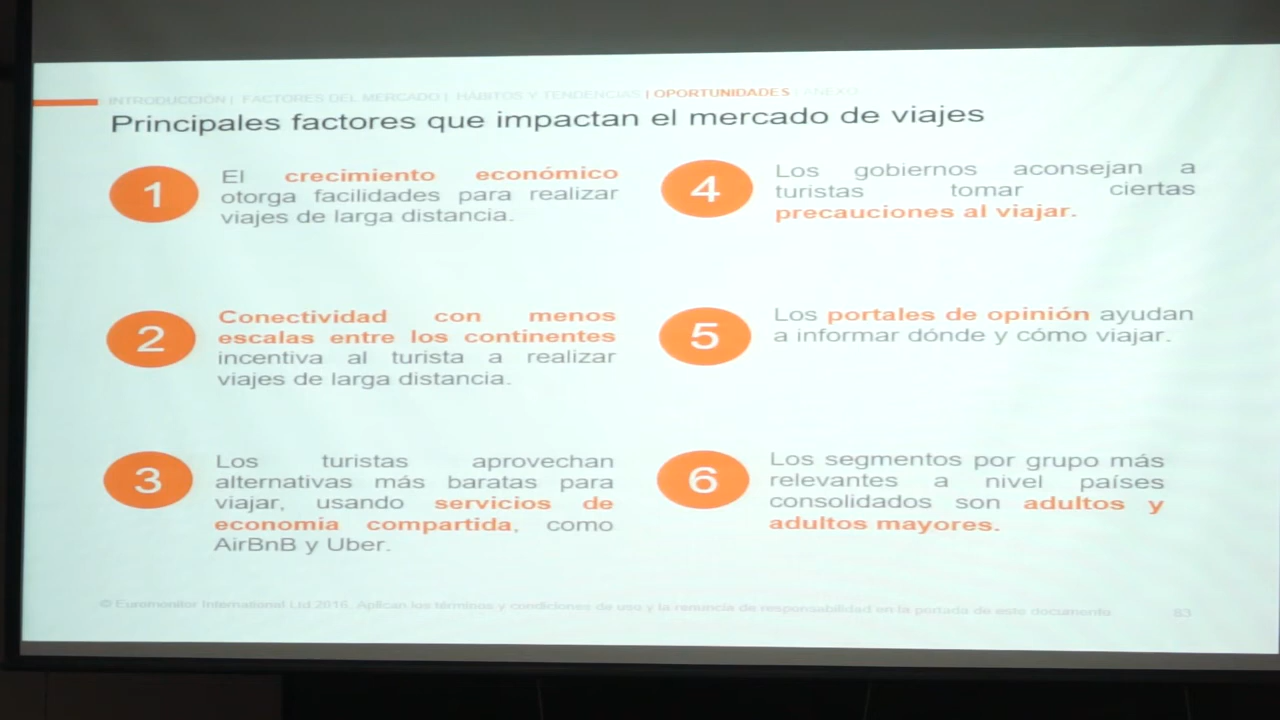 INTRODUCCIÓN | FACTORES DEL MERCADO | HÁBITOS Y TENDENCIAS | OPORTUNIDADES | ANEXO
Principales factores que impactan el mercado de viajes
1
El crecimiento económico
otorga facilidades para realizar
viajes de larga distancia.
2
Conectividad con menos
escalas entre los continentes
incentiva al turista a realizar
viajes de larga distancia.
3
Los turistas aprovechan
alternativas más baratas para
viajar, usando servicios de
economia compartida, como
AirBnB y Uber.
4
Los gobiernos aconsejan a
turistas tomar ciertas
precauciones al viajar.
5
Los portales de opinión ayudan
a informar dónde y cómo viajar.
6
Los segmentos por grupo más
relevantes a nivel países
consolidados son adultos y
adultos mayores.
© Euromonitor International Ltd 2016. Aplican los términos y condiciones de uso y la renuncia de responsabilidad en la portada de este documento.
83